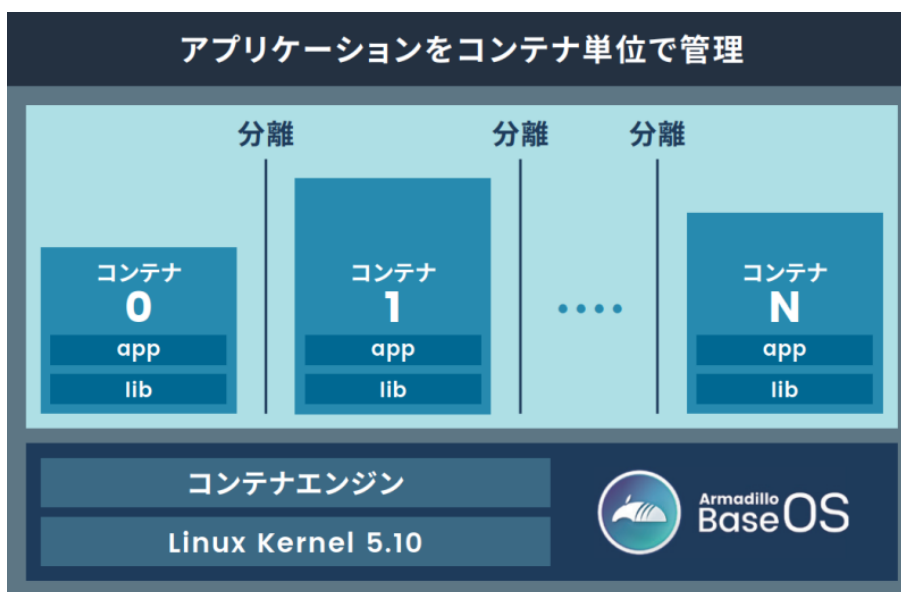 アプリケーションをコンテナ単位で管理
分離
分離
分離
コンテナ
0
app
lib
コンテナ
1
app
lib
コンテナ
N
app
lib
コンテナエンジン
Linux Kernel 5.10
Armadillo
Base OS